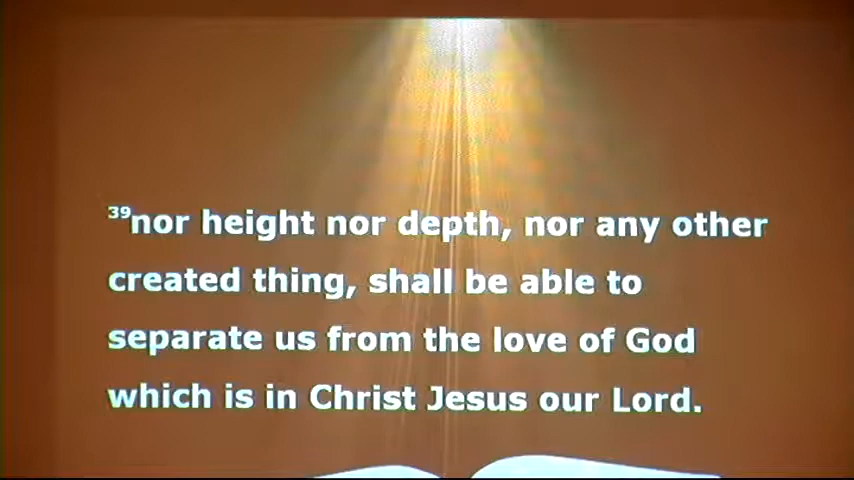 39nor height nor depth, nor any other
created thing, shall be able to
separate us from the love of God
which is in Christ Jesus our Lord.